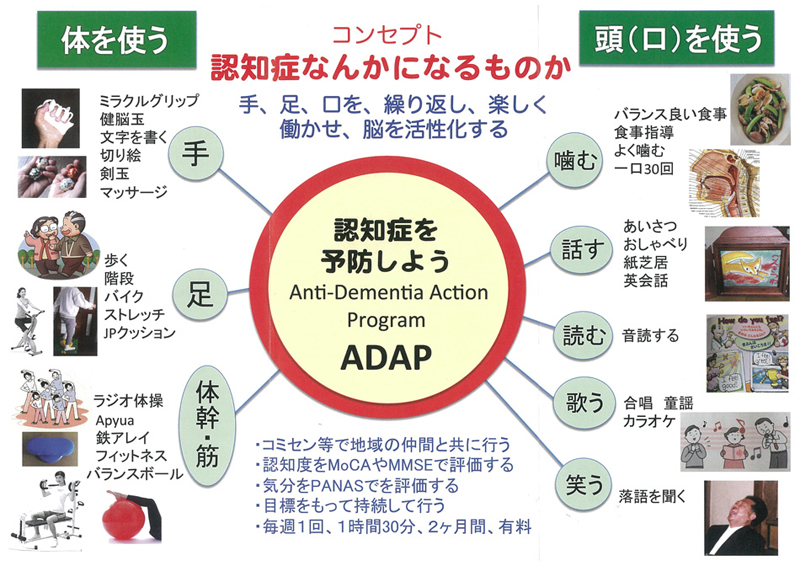 体を使う
コンセプト
認知症なんかになるものか
手、足、口を、繰り返し、楽しく
働かせ、脳を活性化する
頭(口)を使う
手
ミラクルグリップ
健脳玉
文字を書く
切り絵
剣玉
マッサージ
足
歩く
階段
バイク
ストレッチ
JPクッション
体幹・筋
ラジオ体操
Apyua
鉄アレイ
フィットネス
バランスボール
認知症を
予防しよう
Anti-Dementia Action
Program
ADAP
噛む
バランス良い食事
食事指導
よく噛む
一口30回
話す
あいさつ
おしゃべり
紙芝居
英会話
読む
音読する
How do you feel?
歌う
合唱 童謡
カラオケ
笑う
落語を聞く
・コミセン等で地域の仲間と共に行う
・認知度をMoCAやMMSEで評価する
・気分をPANASでを評価する
・目標をもって持続して行う
・毎週1回、1時間30分、2ヶ月間、有料